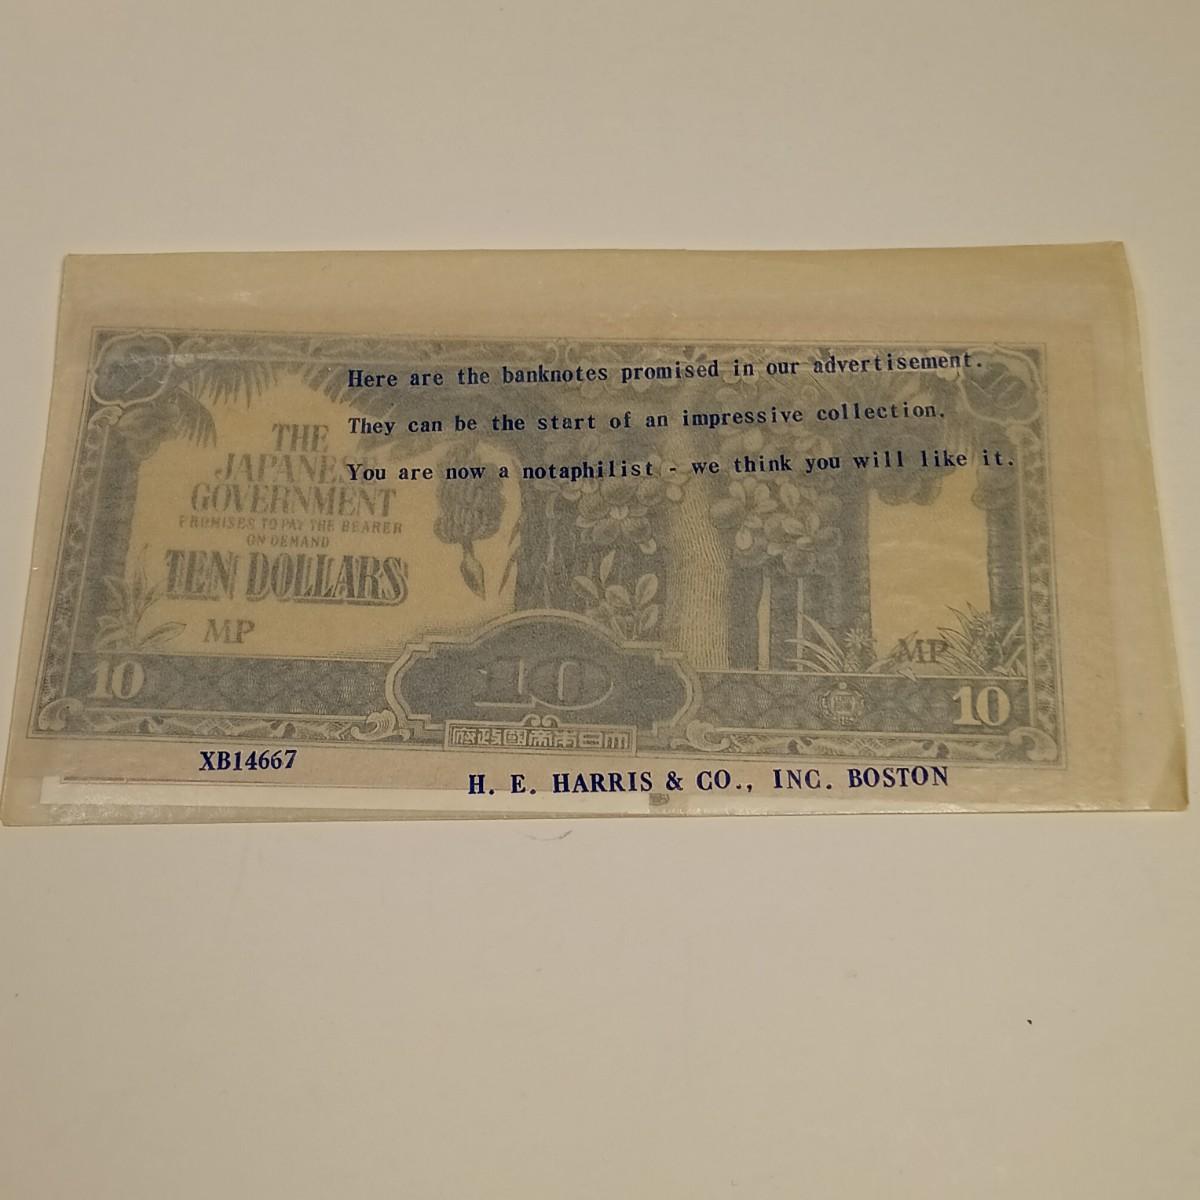 Here are the banknotes promised in our advertisement.
They can be the start of an impressive collection.
You are now a notaphilist - we think you will like it.
THE
JAPANESE
GOVERNMENT
PROMISES TO PAY THE BEARER
ON DEMAND
TEN DOLLARS
MP
MP
10
10
10
府政國帝本日大
XB14667
H. E. HARRIS & CO., INC. BOSTON